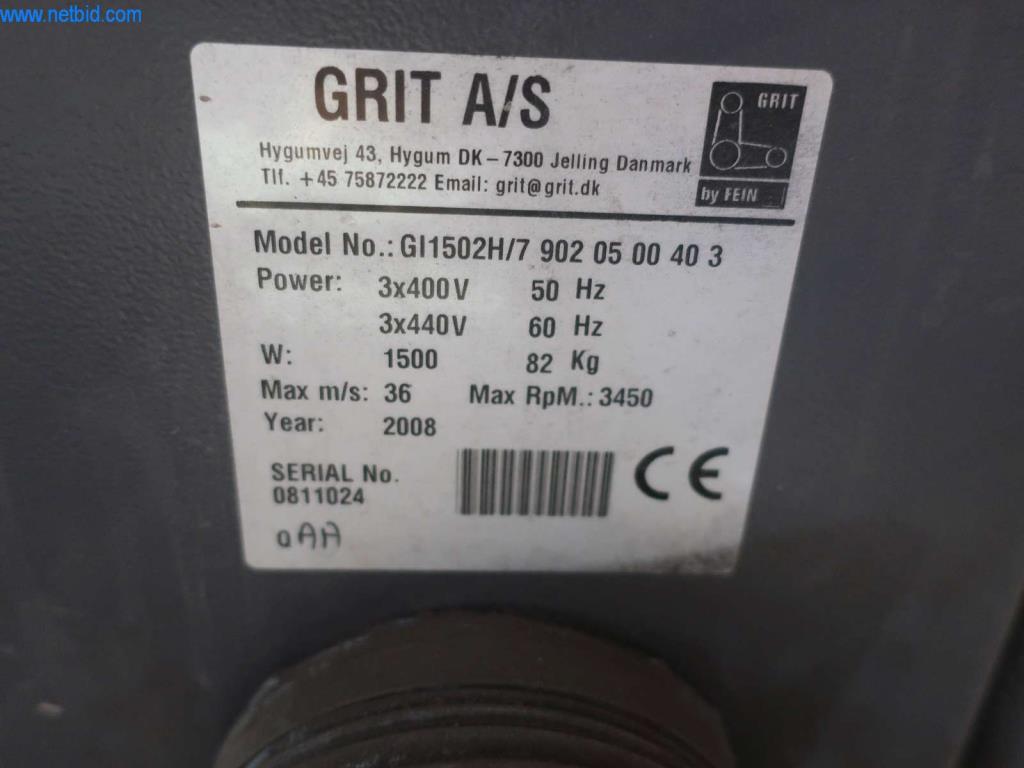 www.netbid.com
GRIT A/S
GRIT
Hygumvej 43, Hygum DK-7300 Jelling Danmark
Tlf. +45 75872222 Email: grit@grit.dk
by FEIN
Model No.: GI1502H/7 902 05 00 40 3
Power: 3x400V 50 Hz
3x440V 60 Hz
W: 1500 82 Kg
Max m/s: 36 Max RpM.: 3450
Year: 2008
SERIAL No.
0811024
CE